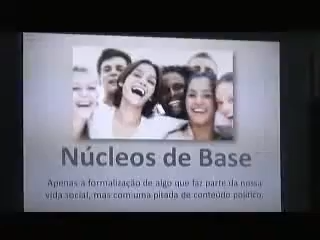 Núcleos de Base
Apenas a formalização de algo que faz parte da nossa
vida social, mas com uma pitada de conteúdo político.